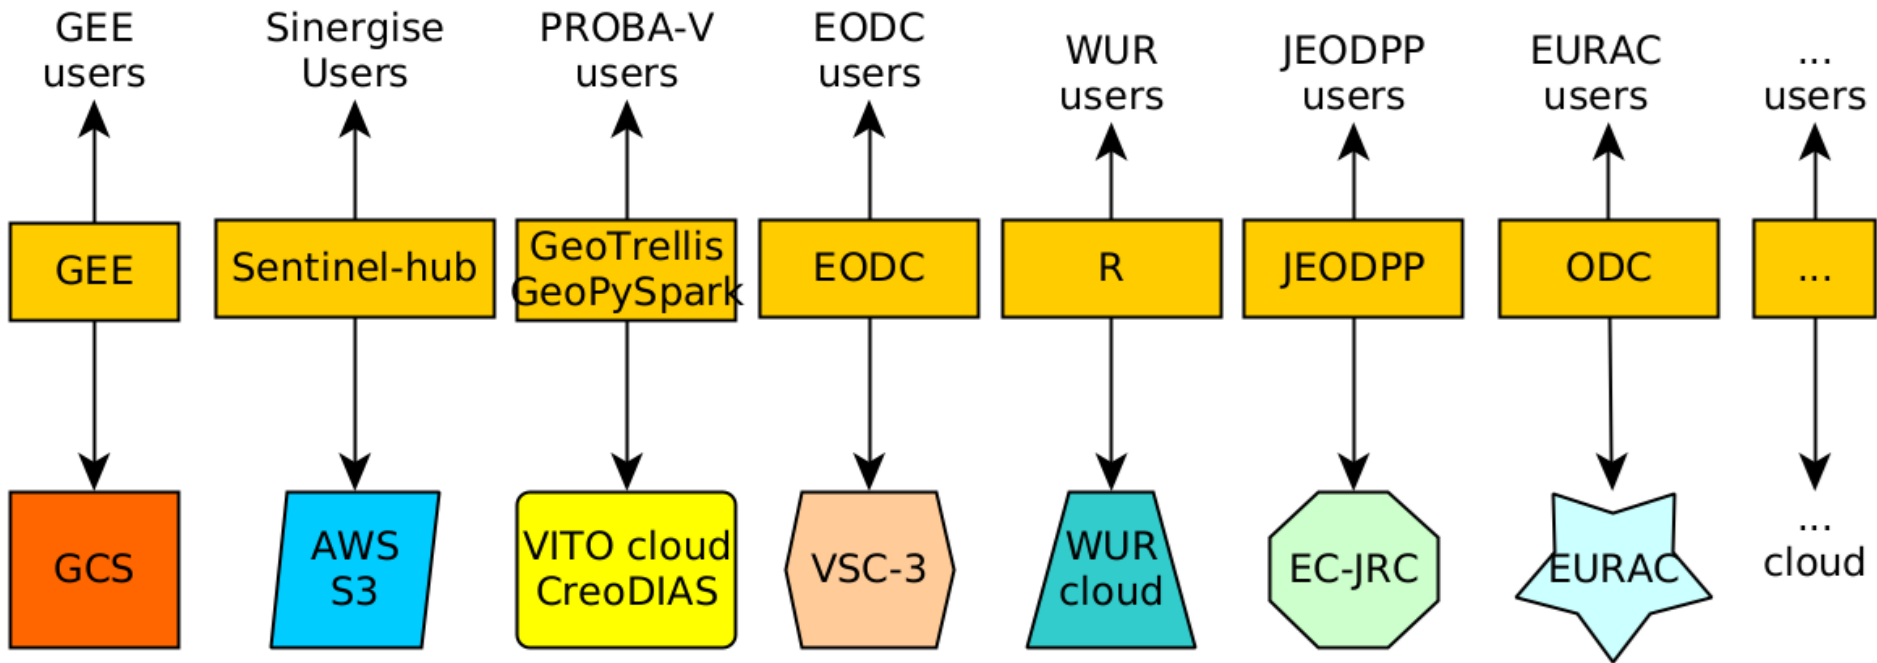 GEE
users
Sinergise
Users
PROBA-V
users
EODC
users
WUR
users
JEODPP
users
EURAC
users
...
users
GEE
Sentinel-hub
GeoTrellis
GeoPySpark
EODC
R
JEODPP
ODC
...
GCS
AWS
S3
VITO cloud
CreoDIAS
VSC-3
WUR
cloud
EC-JRC
EURAC
...
cloud